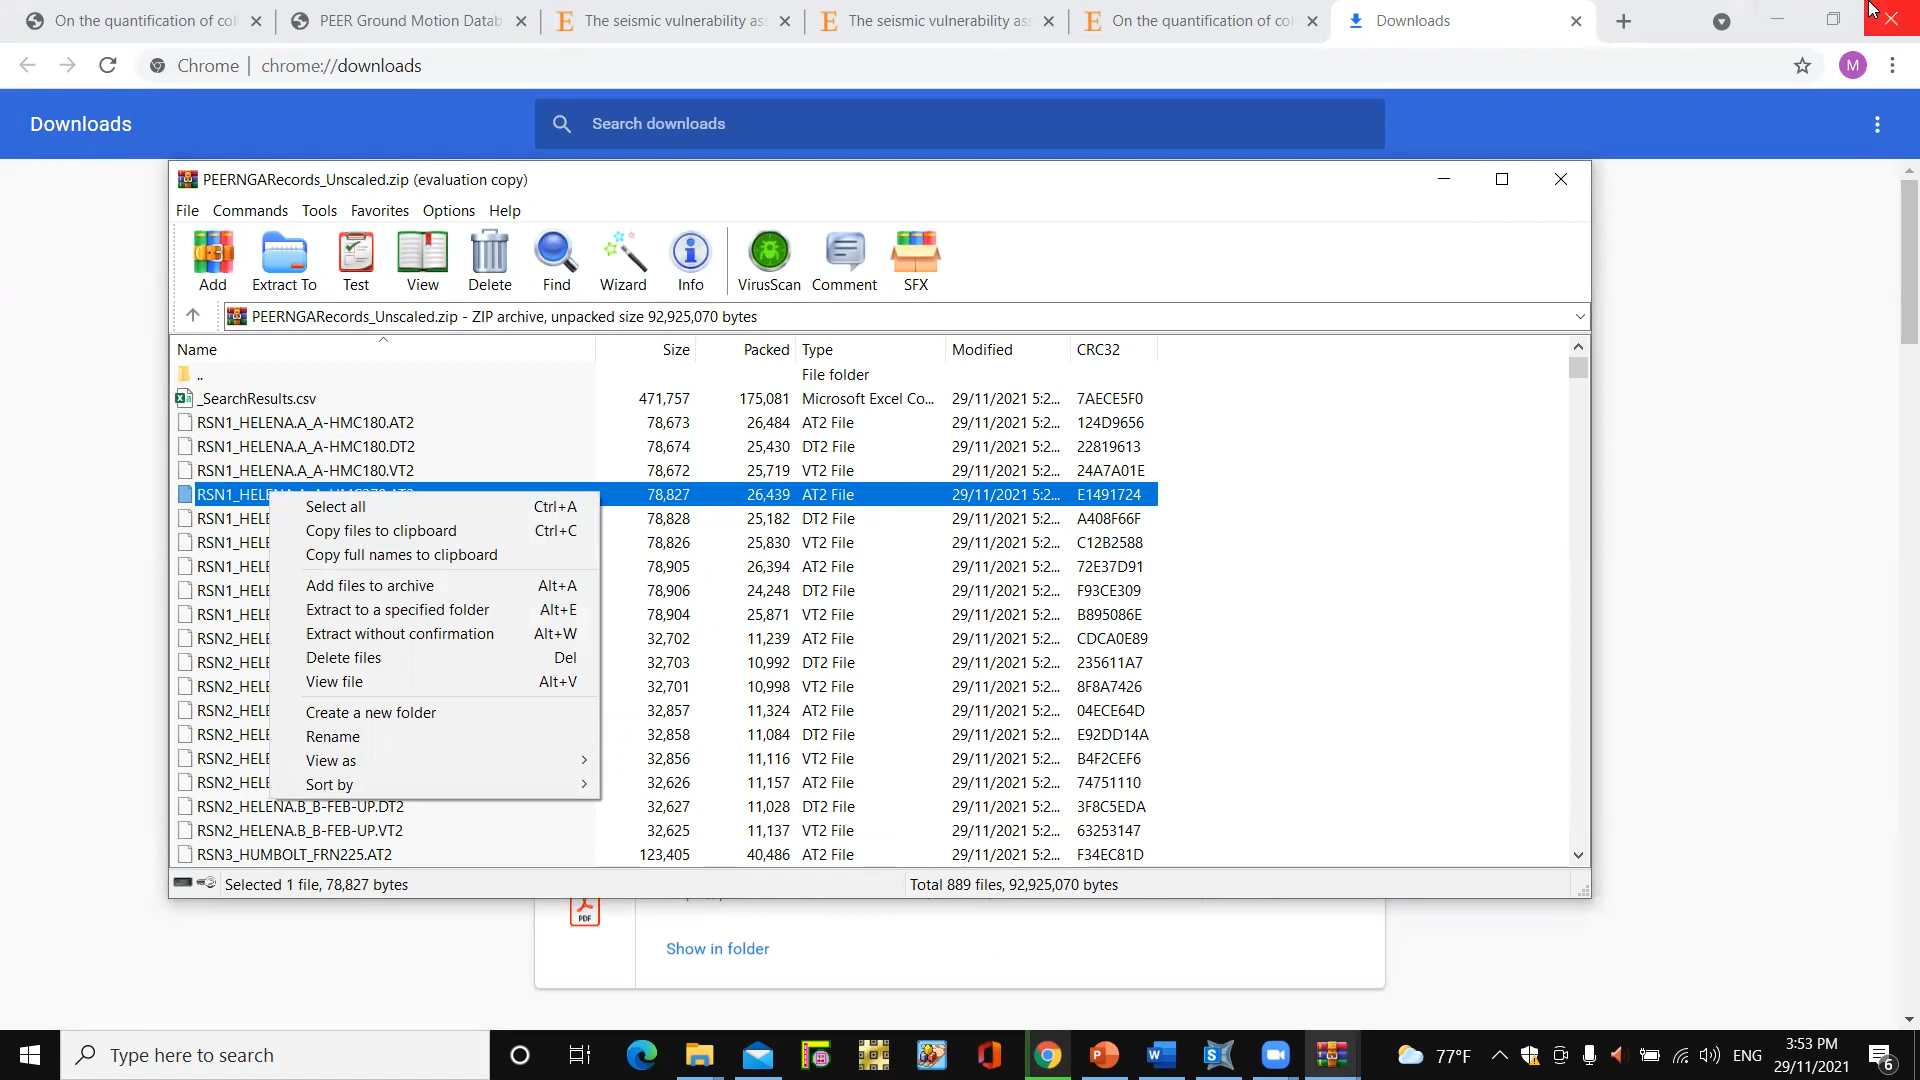 On the quantification of col
PEER Ground Motion Datab
The seismic vulnerability as
The seismic vulnerability as
On the quantification of co
Downloads
Chrome | chrome://downloads
M
Downloads
Search downloads
PEERNGARecords_Unscaled.zip (evaluation copy)
File Commands Tools Favorites Options Help
Add Extract To Test View Delete Find Wizard Info VirusScan Comment SFX
PEERNGARecords_Unscaled.zip - ZIP archive, unpacked size 92,925,070 bytes
Name Size Packed Type Modified CRC32
.. File folder
_SearchResults.csv 471,757 175,081 Microsoft Excel Co... 29/11/2021 5:2... 7AECE5F0
RSN1_HELENA.A_A-HMC180.AT2 78,673 26,484 AT2 File 29/11/2021 5:2... 124D9656
RSN1_HELENA.A_A-HMC180.DT2 78,674 25,430 DT2 File 29/11/2021 5:2... 22819613
RSN1_HELENA.A_A-HMC180.VT2 78,672 25,719 VT2 File 29/11/2021 5:2... 24A7A01E
RSN1_HELENA.A_A-HMC270.AT2 78,827 26,439 AT2 File 29/11/2021 5:2... E1491724
RSN1_HELE 78,828 25,182 DT2 File 29/11/2021 5:2... A408F66F
RSN1_HELE 78,826 25,830 VT2 File 29/11/2021 5:2... C12B2588
RSN1_HELE 78,905 26,394 AT2 File 29/11/2021 5:2... 72E37D91
RSN1_HELE 78,906 24,248 DT2 File 29/11/2021 5:2... F93CE309
RSN1_HELE 78,904 25,871 VT2 File 29/11/2021 5:2... B895086E
RSN2_HELE 32,702 11,239 AT2 File 29/11/2021 5:2... CDCA0E89
RSN2_HELE 32,703 10,992 DT2 File 29/11/2021 5:2... 235611A7
RSN2_HELE 32,701 10,998 VT2 File 29/11/2021 5:2... 8F8A7426
RSN2_HELE 32,857 11,324 AT2 File 29/11/2021 5:2... 04ECE64D
RSN2_HELE 32,858 11,084 DT2 File 29/11/2021 5:2... E92DD14A
RSN2_HELE 32,856 11,116 VT2 File 29/11/2021 5:2... B4F2CEF6
RSN2_HELE 32,626 11,157 AT2 File 29/11/2021 5:2... 74751110
RSN2_HELENA.B_B-FEB-UP.DT2 32,627 11,028 DT2 File 29/11/2021 5:2... 3F8C5EDA
RSN2_HELENA.B_B-FEB-UP.VT2 32,625 11,137 VT2 File 29/11/2021 5:2... 63253147
RSN3_HUMBOLT_FRN225.AT2 123,405 40,486 AT2 File 29/11/2021 5:2... F34EC81D
Select all Ctrl+A
Copy files to clipboard Ctrl+C
Copy full names to clipboard
Add files to archive Alt+A
Extract to a specified folder Alt+E
Extract without confirmation Alt+W
Delete files Del
View file Alt+V
Create a new folder
Rename
View as
Sort by
Selected 1 file, 78,827 bytes
Total 889 files, 92,925,070 bytes
PDF
Show in folder
Type here to search
77°F
ENG
3:53 PM
29/11/2021
6